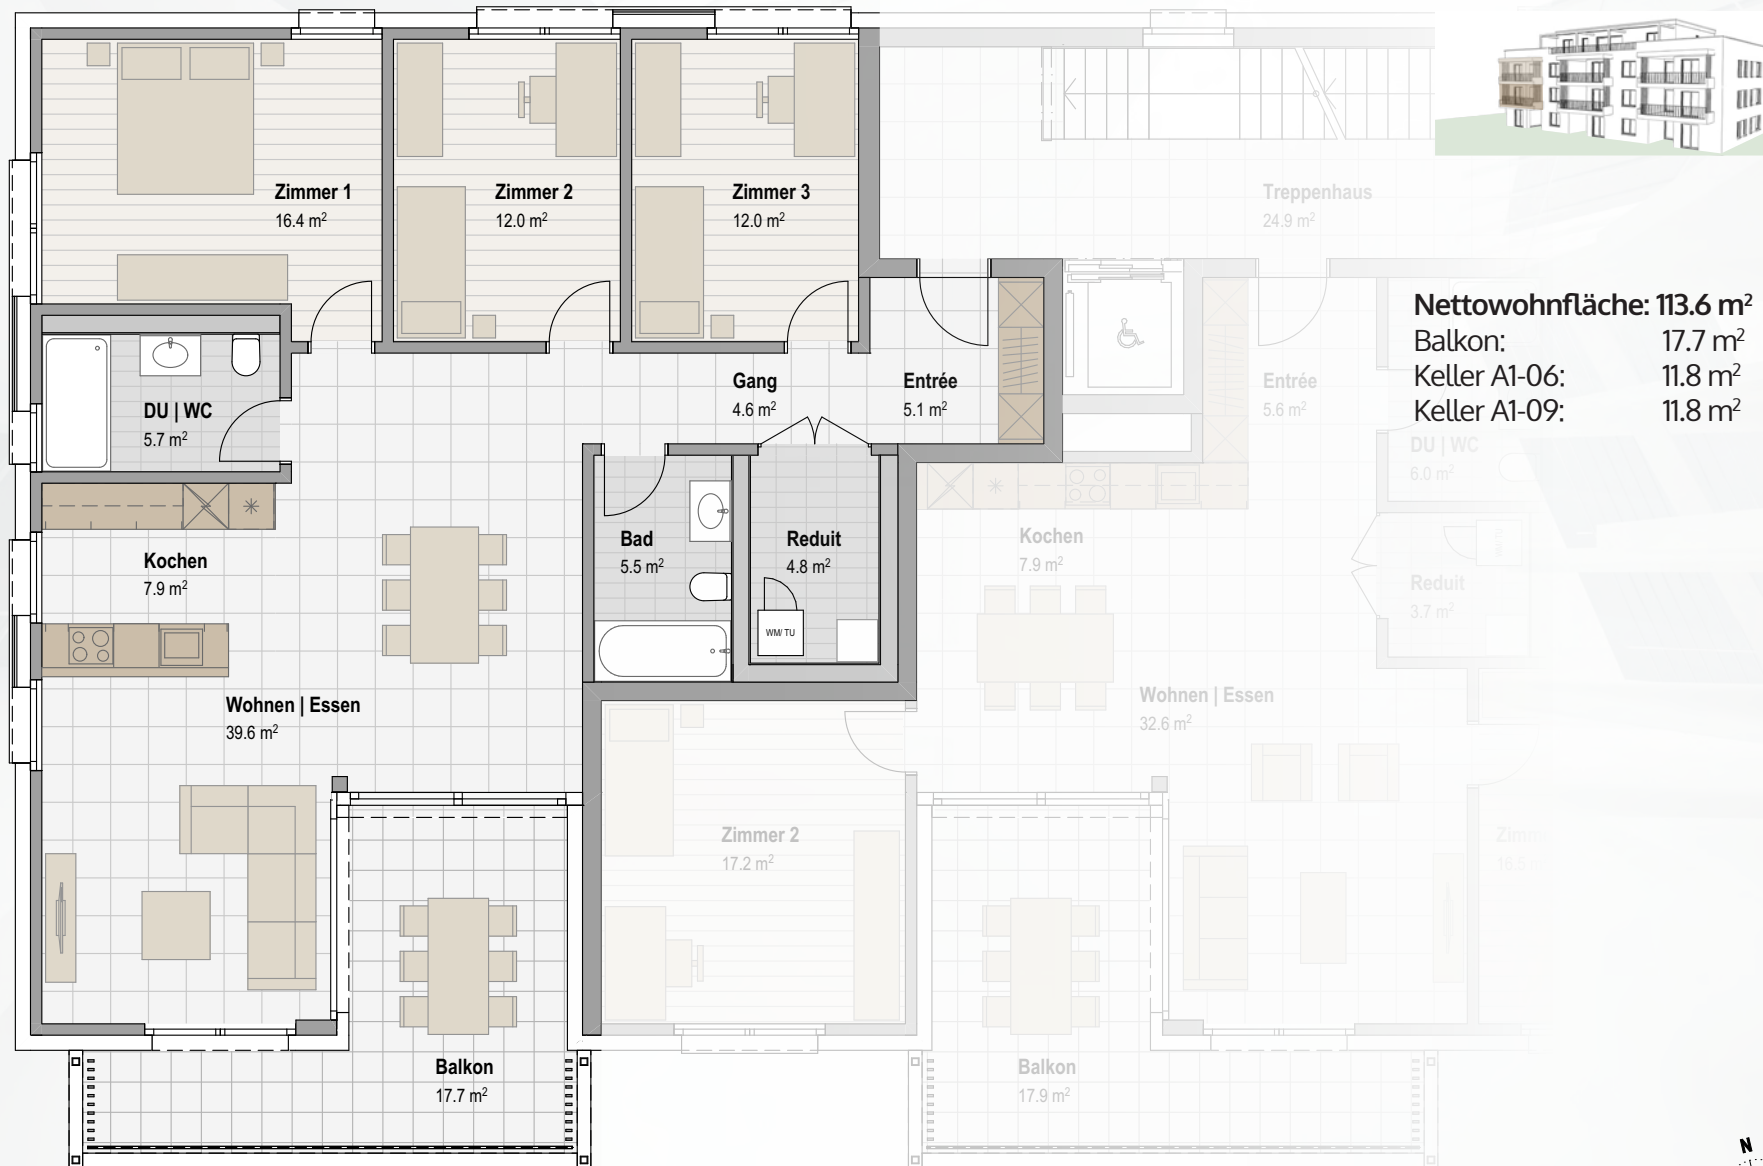 Zimmer 1
16.4 m²
Zimmer 2
12.0 m²
Zimmer 3
12.0 m²
Treppenhaus
24.9 m²
Nettowohnfläche: 113.6 m²
Balkon: 17.7 m²
Keller A1-06: 11.8 m²
Keller A1-09: 11.8 m²
DU | WC
5.7 m²
Gang
4.6 m²
Entrée
5.1 m²
Entrée
5.6 m²
DU | WC
6.0 m²
Kochen
7.9 m²
Bad
5.5 m²
Reduit
4.8 m²
WM/ TU
Kochen
7.9 m²
WM/ TU
Reduit
3.7 m²
Wohnen | Essen
39.6 m²
Wohnen | Essen
32.6 m²
Zimmer 2
17.2 m²
Balkon
17.7 m²
Balkon
17.9 m²
N